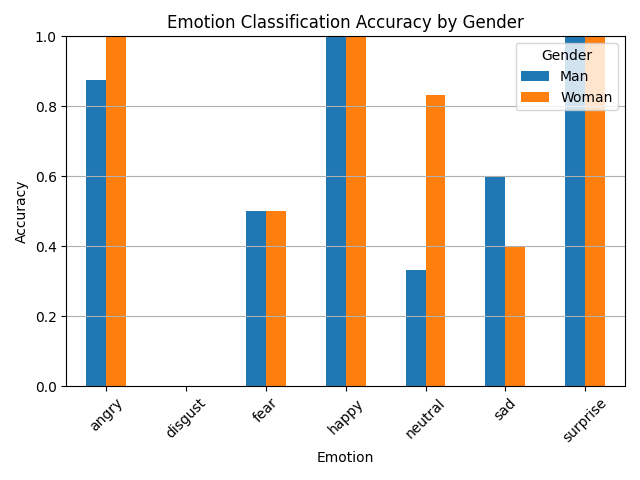 Emotion Classification Accuracy by Gender
Accuracy
1.0
0.8
0.6
0.4
0.2
0.0
Gender
Man
Woman
angry
disgust
fear
happy
neutral
sad
surprise
Emotion